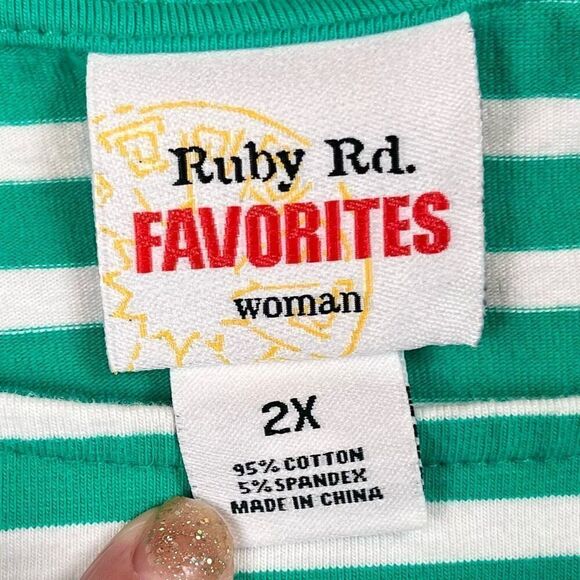 Ruby Rd.
FAVORITES
woman
2X
95% COTTON
5% SPANDEX
MADE IN CHINA